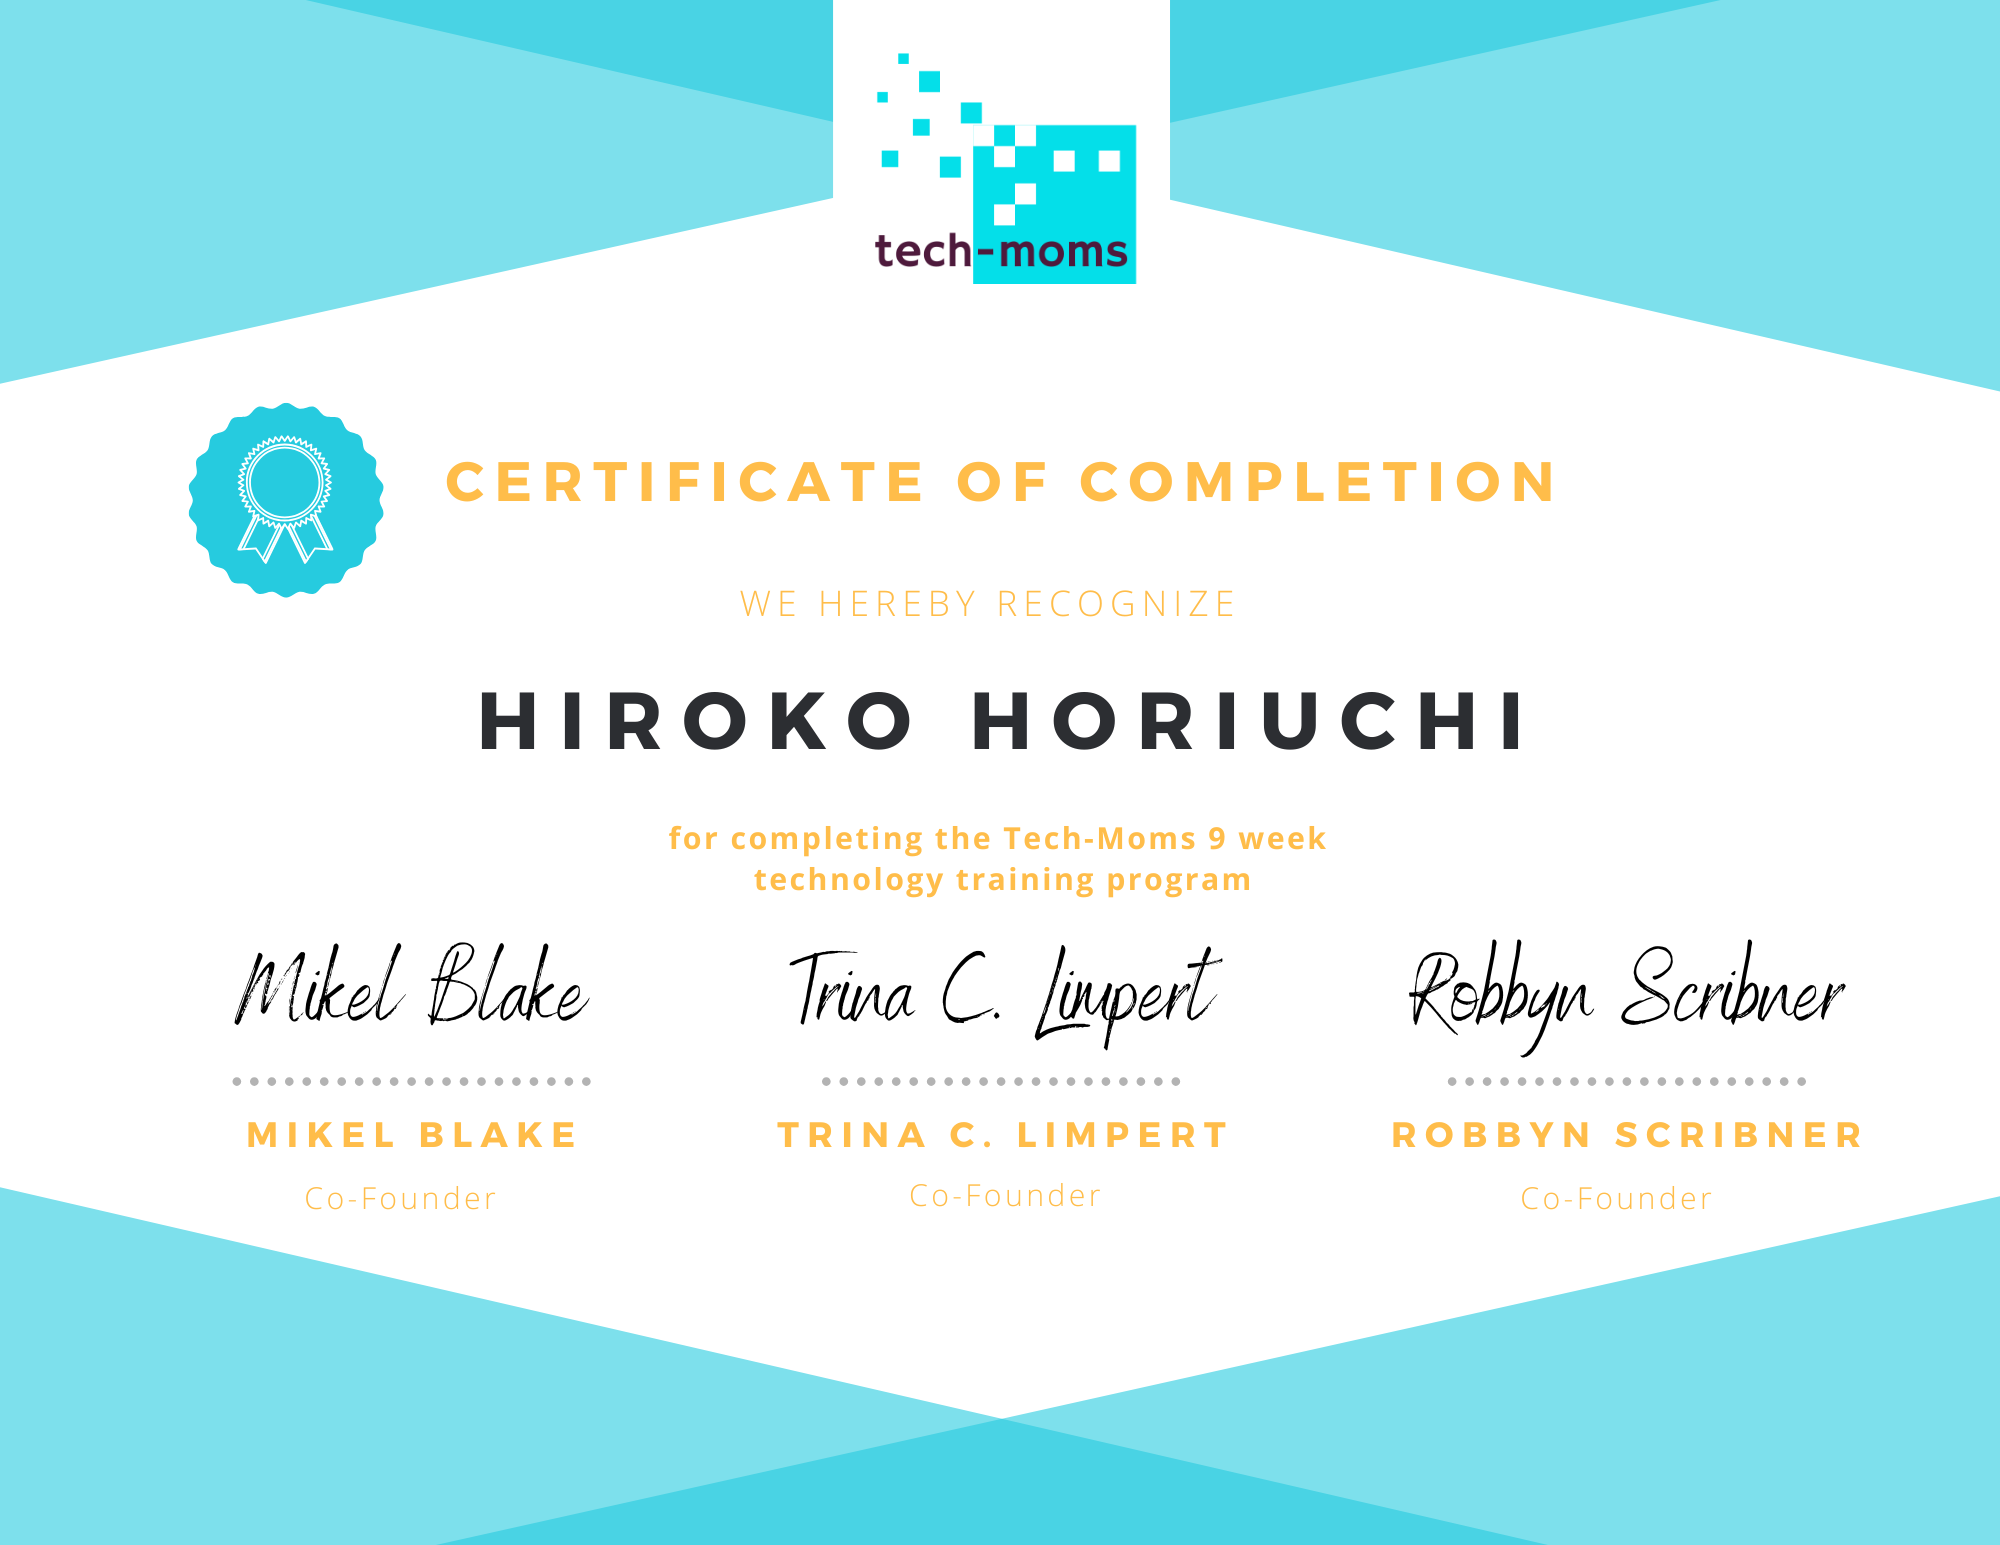 tech-moms
CERTIFICATE OF COMPLETION
WE HEREBY RECOGNIZE
HIROKO HORIUCHI
for completing the Tech-Moms 9 week
technology training program
Mikel Blake Trina C. Limpert Robbyn Scribner
MIKEL BLAKE TRINA C. LIMPERT ROBBYN SCRIBNER
Co-Founder Co-Founder Co-Founder